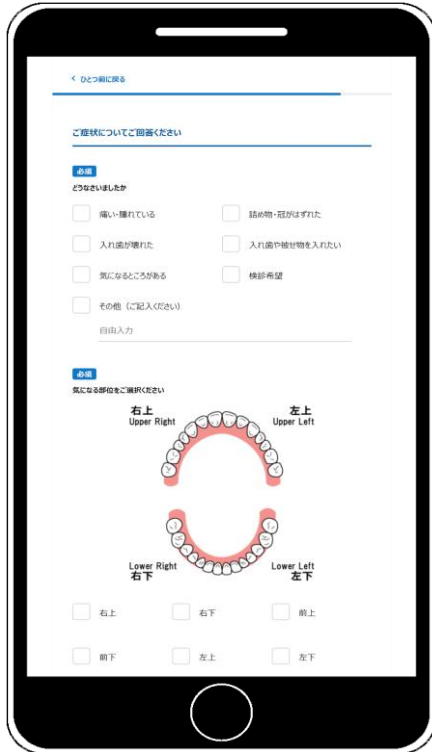 < ひとつ前に戻る
ご症状についてご回答ください
必須
どうなさいましたか
痛い・腫れている
詰め物・冠がはずれた
入れ歯が壊れた
入れ歯や被せ物を入れたい
気になるところがある
検診希望
その他（ご記入ください）
自由入力
必須
気になる部位をご選択ください
右上
Upper Right
左上
Upper Left
Lower Right
右下
Lower Left
左下
右上
右下
前上
前下
左上
左下